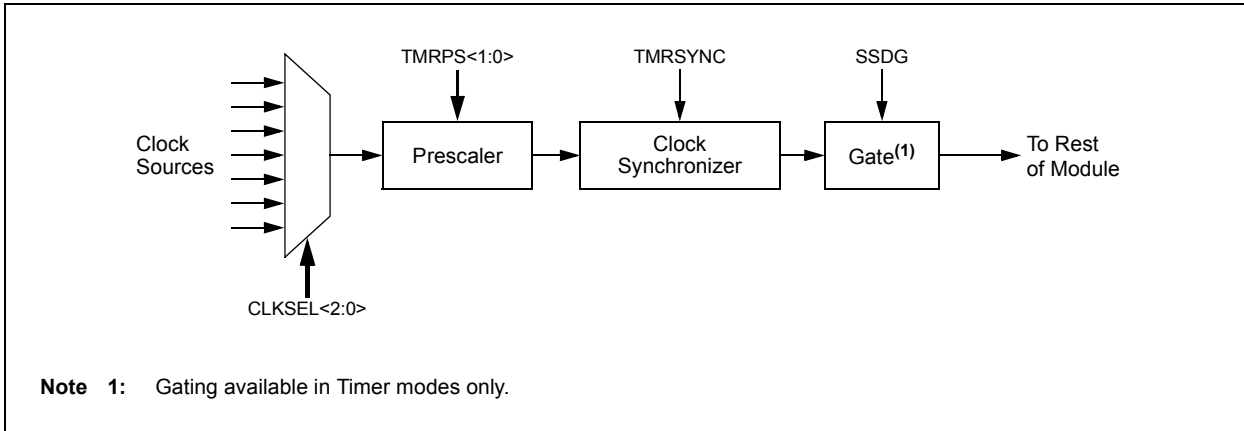 TMRPS<1:0>
TMRSYNC
SSDG
Clock
Sources
Prescaler
Clock
Synchronizer
Gate(1)
To Rest
of Module
CLKSEL<2:0>
Note 1: Gating available in Timer modes only.